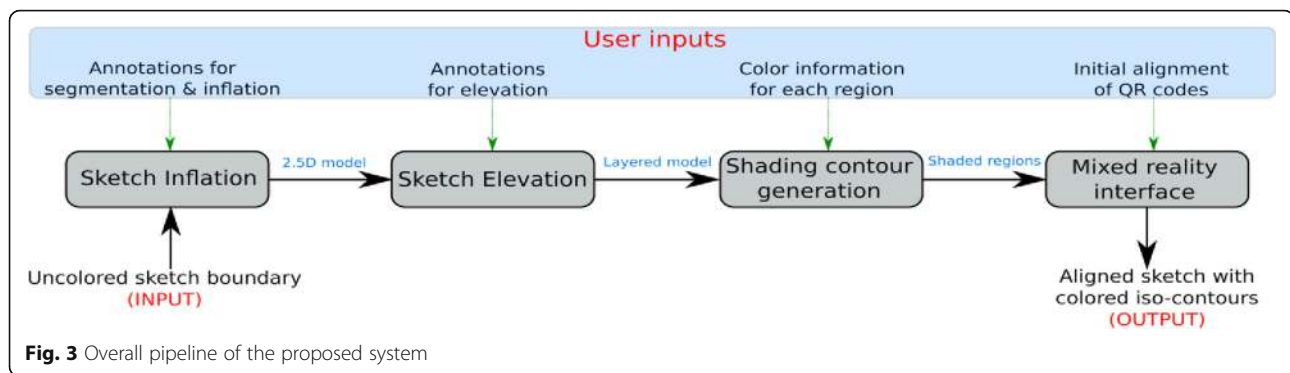 User inputs
Annotations for
segmentation & inflation
Annotations
for elevation
Color information
for each region
Initial alignment
of QR codes
Sketch Inflation
2.5D model
Sketch Elevation
Layered model
Shading contour
generation
Shaded regions
Mixed reality
interface
Uncolored sketch boundary
(INPUT)
Aligned sketch with
colored iso-contours
(OUTPUT)
Fig. 3 Overall pipeline of the proposed system